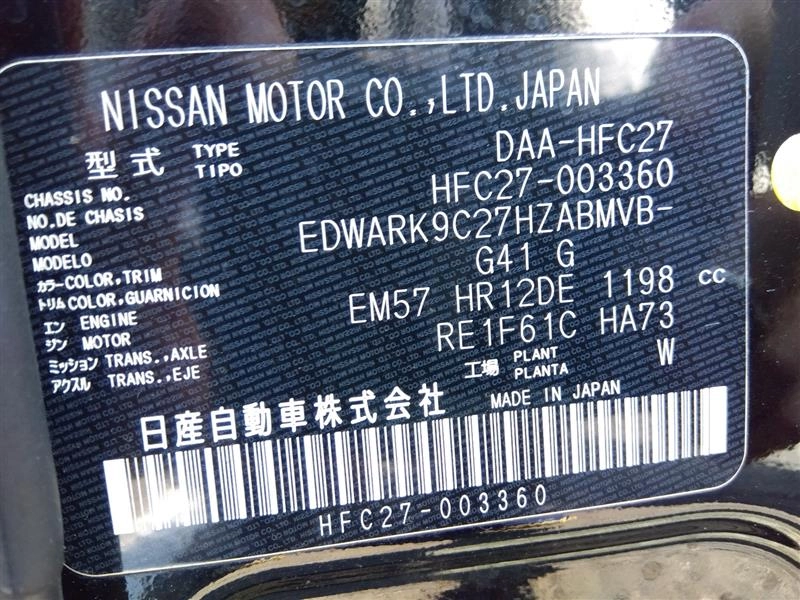 NISSAN MOTOR CO.,LTD.JAPAN
型式 TYPE TIPO DAA-HFC27
CHASSIS NO.
NO.DE CHASIS HFC27-003360
MODEL
MODELO EDWARK9C27HZABMVB-
カラー COLOR,TRIM
トリム COLOR,GUARNICION G41 G
エン ENGINE
ジン MOTOR EM57 HR12DE 1198 CC
ミッション TRANS.,AXLE
アクスル TRANS.,EJE RE1F61C HA73
工場 PLANT PLANTA W
日産自動車株式会社 MADE IN JAPAN
HFC27-003360